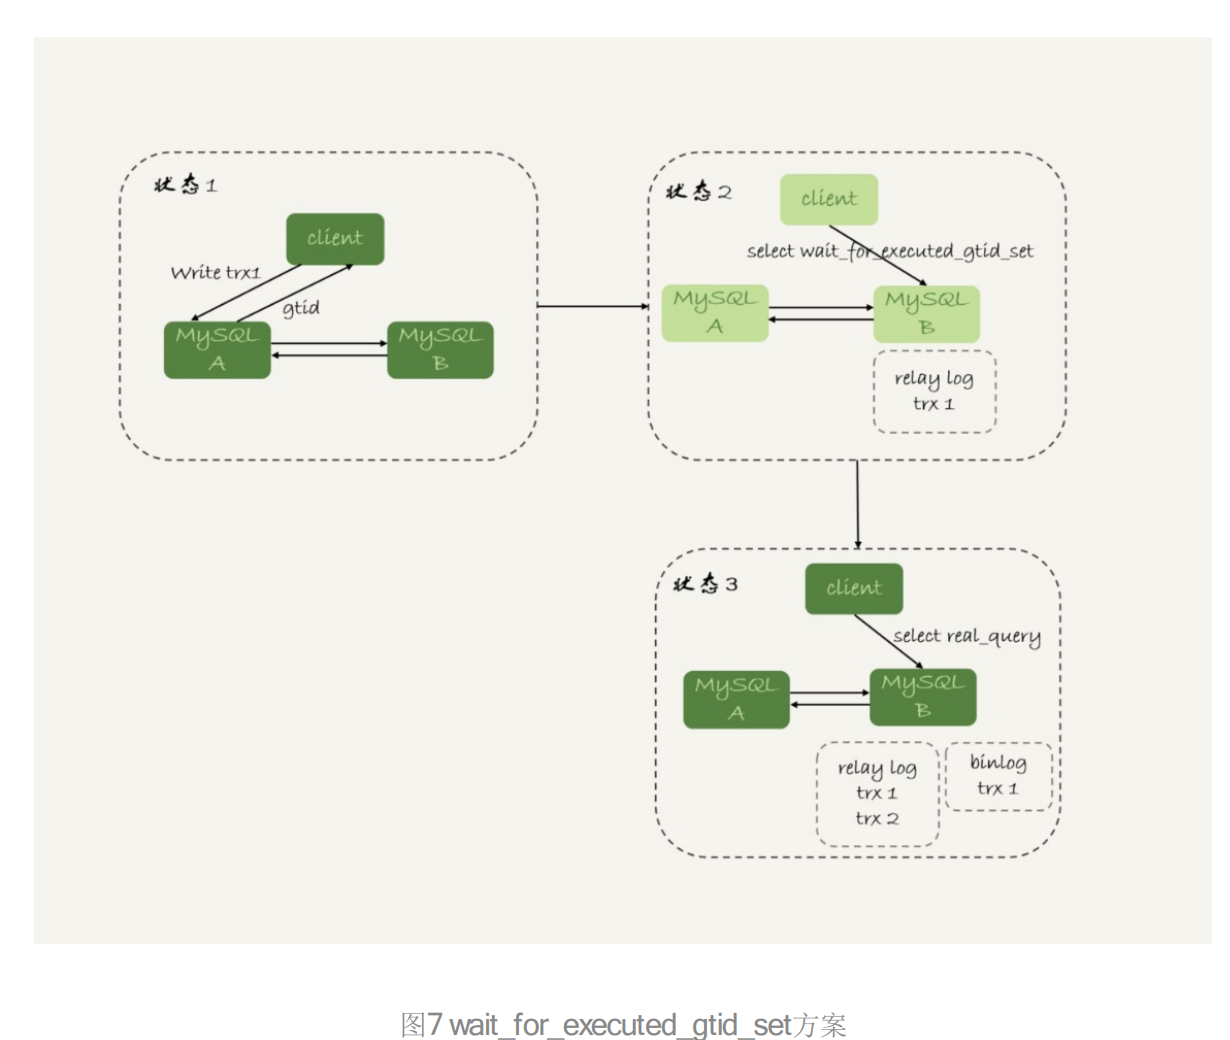 状态1
client
Write trx1
gtid
MySQL
A
MySQL
B
状态2
client
select wait_for_executed_gtid_set
MySQL
A
MySQL
B
relay log
trx 1
状态3
client
select real_query
MySQL
A
MySQL
B
relay log
trx 1
trx 2
binlog
trx 1
图7 wait_for_executed_gtid_set方案